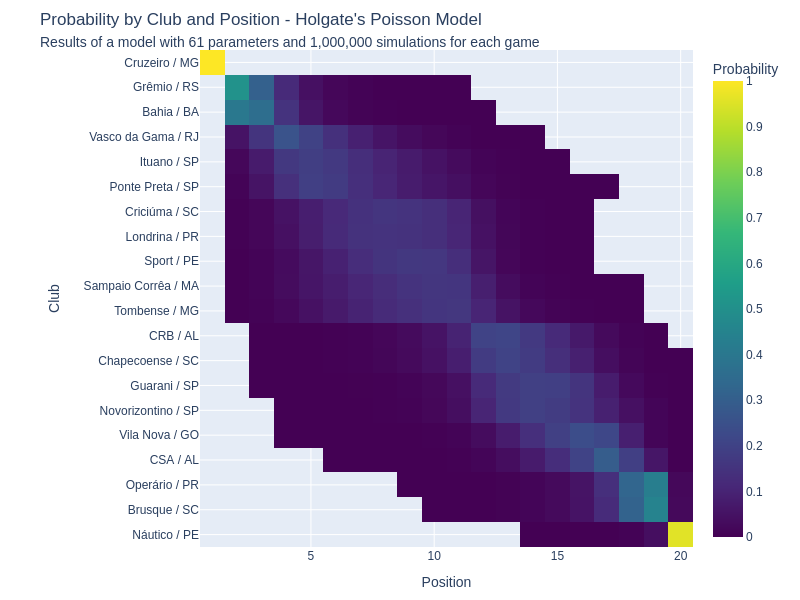 Probability by Club and Position - Holgate's Poisson Model
Results of a model with 61 parameters and 1,000,000 simulations for each game
Probability
Club
Cruzeiro / MG
Grêmio / RS
Bahia / BA
Vasco da Gama / RJ
Ituano / SP
Ponte Preta / SP
Criciúma / SC
Londrina / PR
Sport / PE
Sampaio Corrêa / MA
Tombense / MG
CRB / AL
Chapecoense / SC
Guarani / SP
Novorizontino / SP
Vila Nova / GO
CSA / AL
Operário / PR
Brusque / SC
Náutico / PE
1
0.9
0.8
0.7
0.6
0.5
0.4
0.3
0.2
0.1
0
5 10 15 20
Position